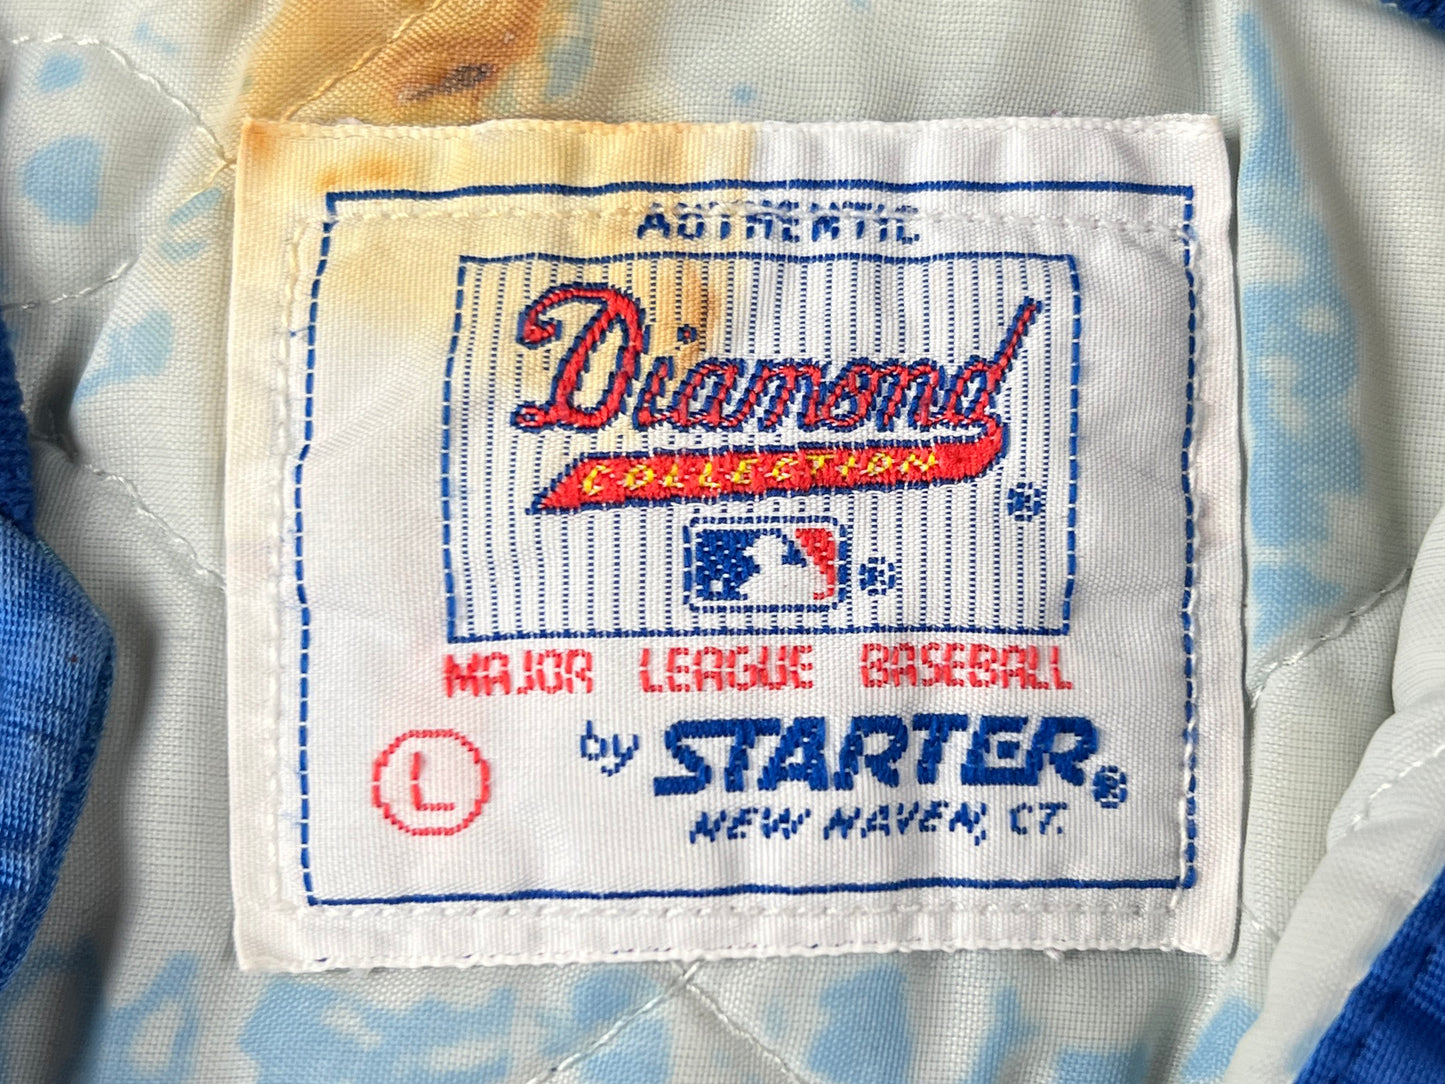 AUTHENTIC
Diamond
COLLECTION
®
®
MAJOR LEAGUE BASEBALL
L
by STARTER®
NEW HAVEN, CT.